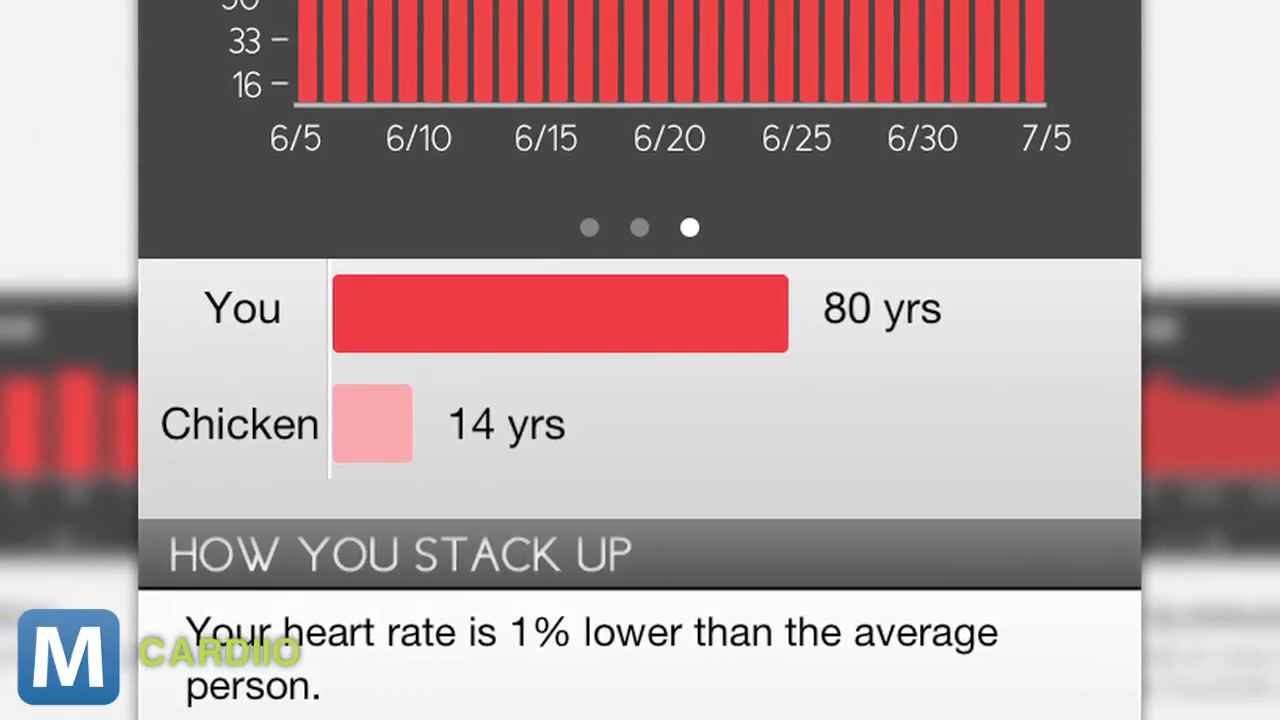 33
16
6/5 6/10 6/15 6/20 6/25 6/30 7/5
You 80 yrs
Chicken 14 yrs
HOW YOU STACK UP
Your heart rate is 1% lower than the average
person.
M CARDIIO